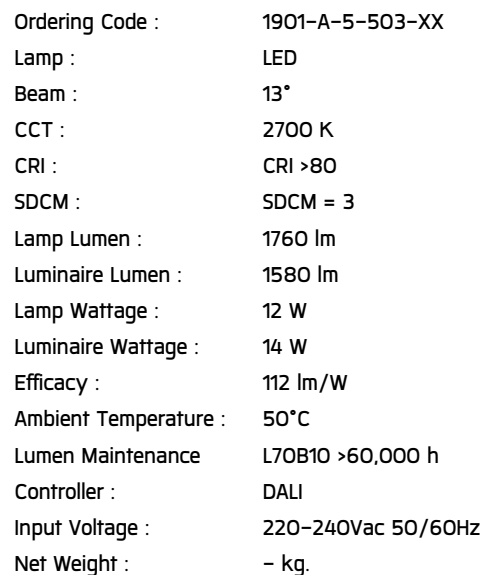 Ordering Code : 1901-A-5-503-XX
Lamp : LED
Beam : 13°
CCT : 2700 K
CRI : CRI >80
SDCM : SDCM = 3
Lamp Lumen : 1760 lm
Luminaire Lumen : 1580 lm
Lamp Wattage : 12 W
Luminaire Wattage : 14 W
Efficacy : 112 lm/W
Ambient Temperature : 50°C
Lumen Maintenance L70B10 >60,000 h
Controller : DALI
Input Voltage : 220-240Vac 50/60Hz
Net Weight : - kg.